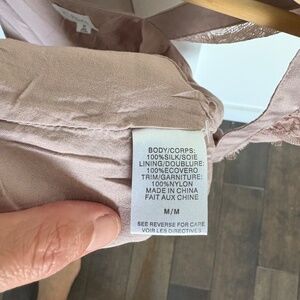 BODY/CORPS:
100%SILK/SOIE
LINING/DOUBLURE:
100%ECOVERO
TRIM/GARNITURE:
100%NYLON
MADE IN CHINA
FAIT AUX CHINE
M/M
SEE REVERSE FOR CARE
VOIR LES DIRECTIVES